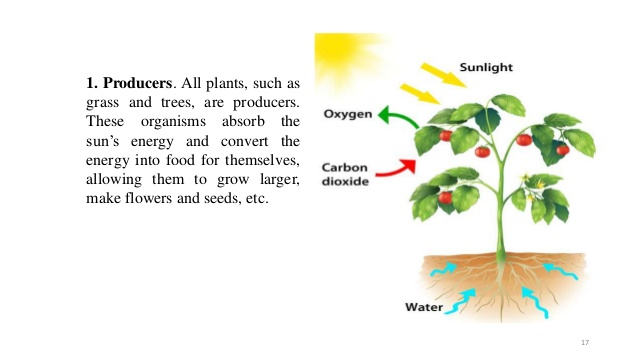 1. Producers. All plants, such as
grass and trees, are producers.
These organisms absorb the
sun's energy and convert the
energy into food for themselves,
allowing them to grow larger,
make flowers and seeds, etc.
Sunlight
Oxygen
Carbon
dioxide
Water
17